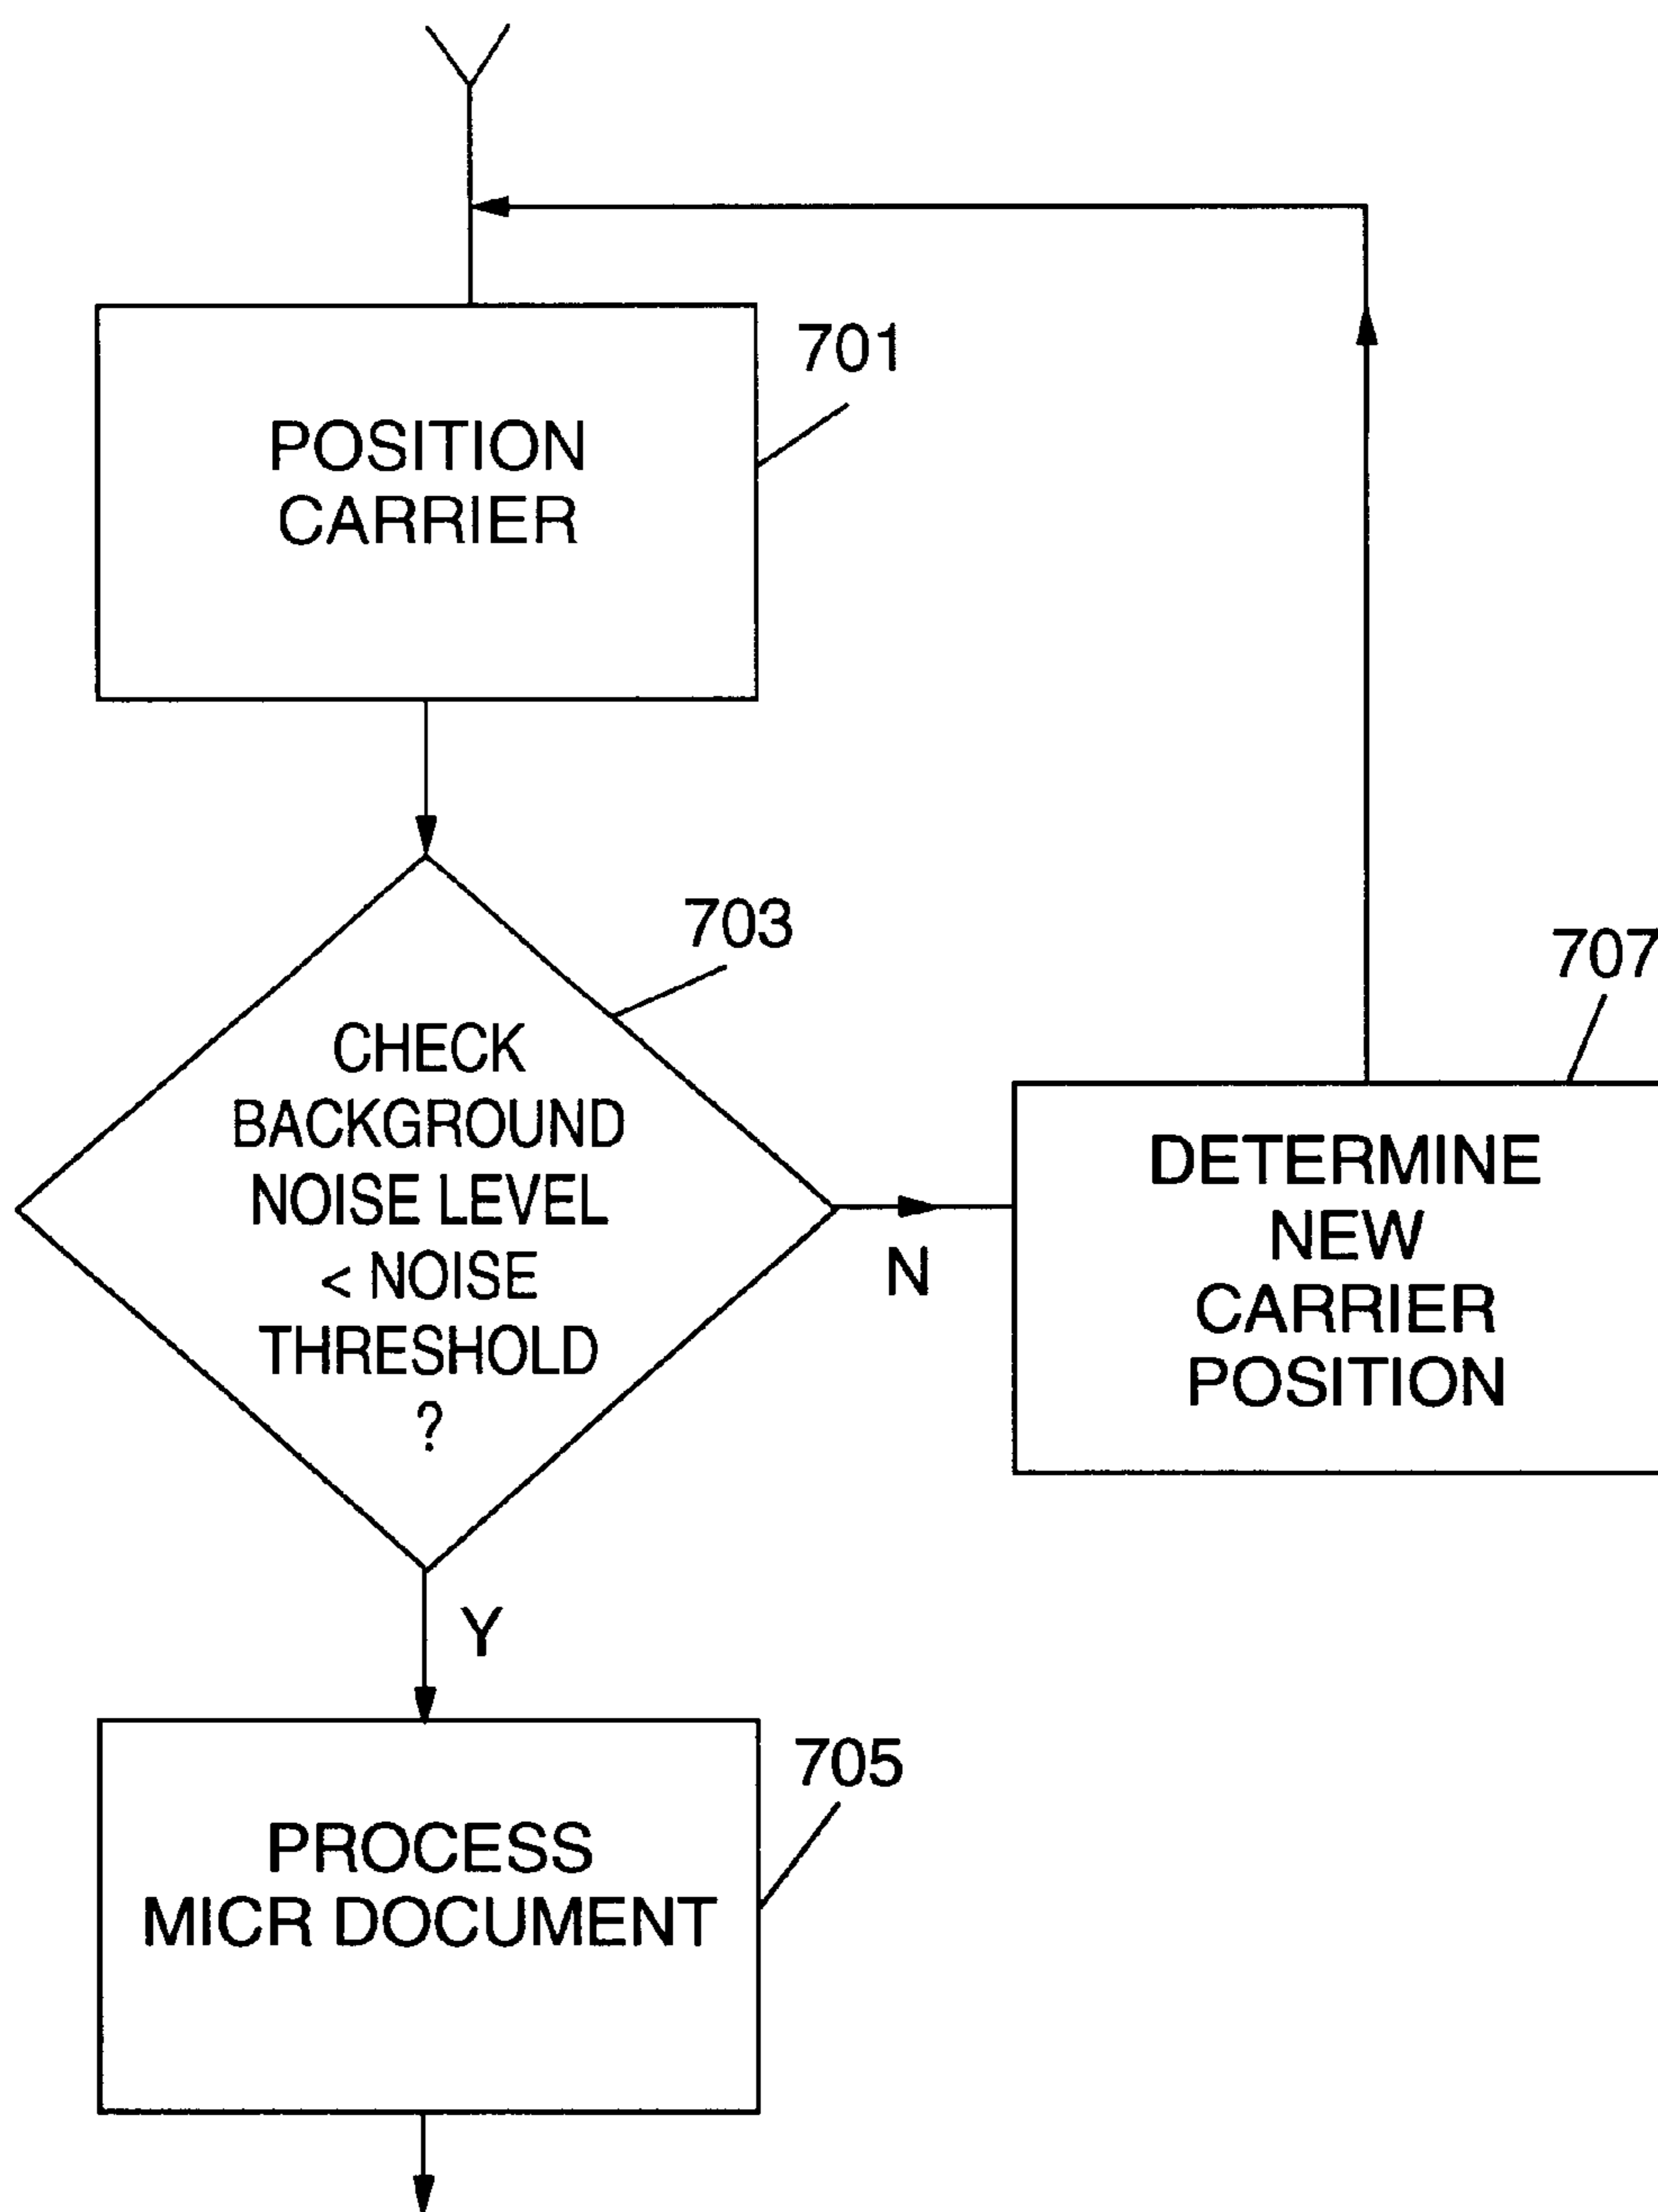 701
POSITION
CARRIER
703
CHECK
BACKGROUND
NOISE LEVEL
< NOISE
THRESHOLD
?
N
707
DETERMINE
NEW
CARRIER
POSITION
Y
705
PROCESS
MICR DOCUMENT